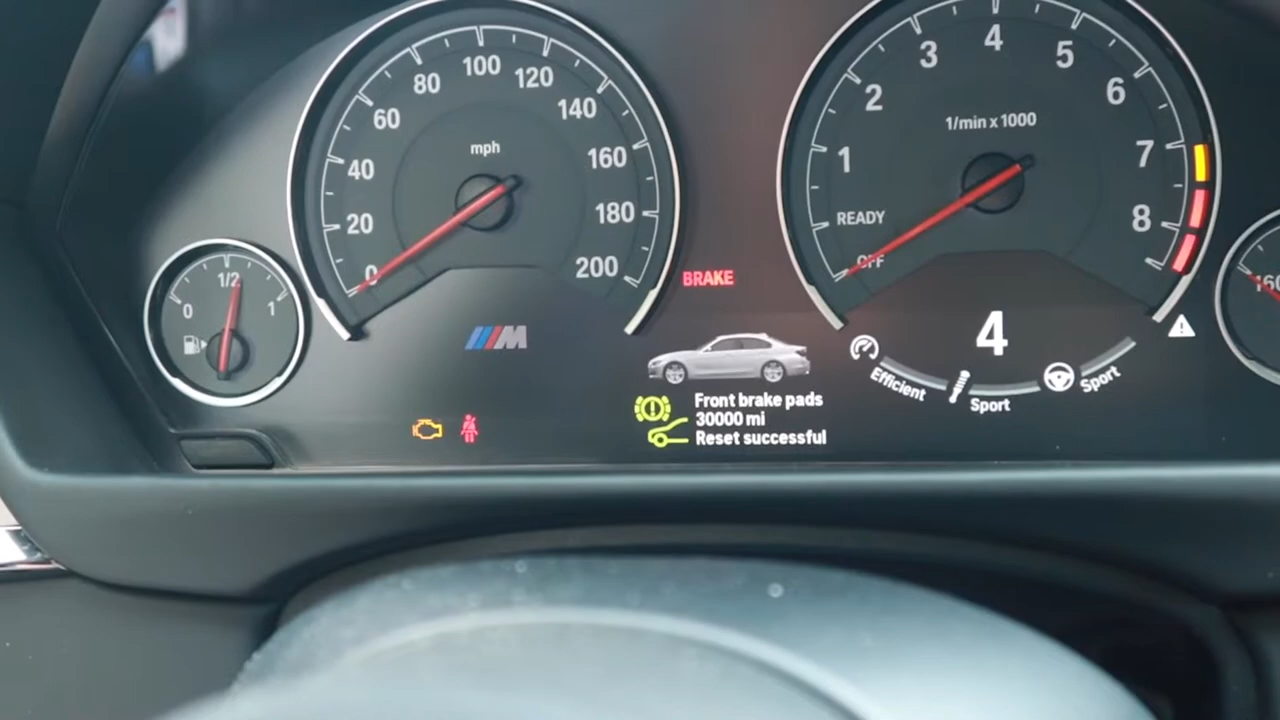 0
20
40
60
80
100
120
140
160
180
200
mph
0
1/2
1
M
BRAKE
1
2
3
4
5
6
7
8
1/min x 1000
READY
OFF
4
Efficient
Sport
Sport
Front brake pads
30000 mi
Reset successful